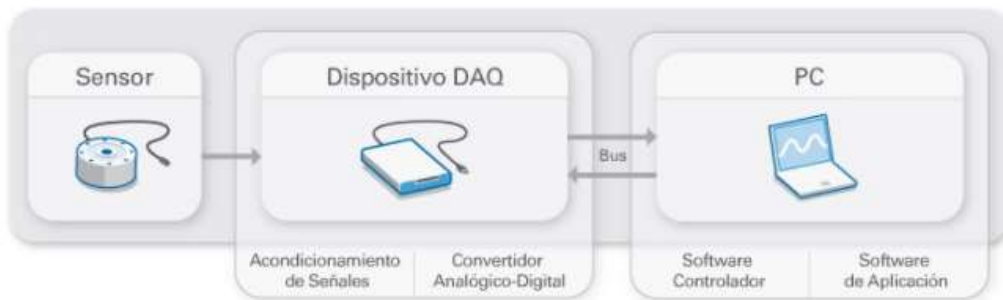 Sensor
Dispositivo DAQ
PC
Bus
Acondicionamiento
de Señales
Convertidor
Analógico-Digital
Software
Controlador
Software
de Aplicación